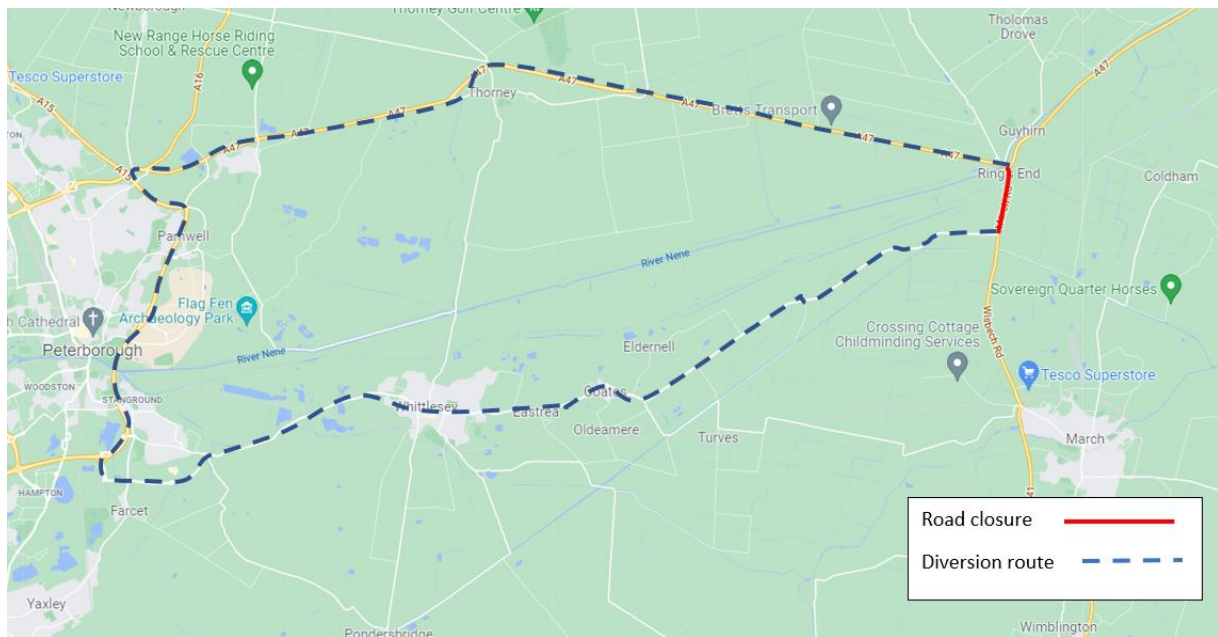 Newborough
Thorney Golf Centre
Tholomas
Drove
New Range Horse Riding
School & Rescue Centre
A16
A47
Tesco Superstore
A47
Thorney
A15
A47
Bretts Transport
A47
Guyhirn
A47
A47
A47
A15
Ring's End
Coldham
Parnwell
River Nene
Sovereign Quarter Horses
Flag Fen
Archaeology Park
h Cathedral
Wisbech Rd
Crossing Cottage
Childminding Services
Eldernell
Peterborough
River Nene
Tesco Superstore
WOODSTON
Coates
STANGROUND
Whittlesey
Eastrea
Oldeamere
Turves
March
HAMPTON
41
Farcet
Road closure
Diversion route
Yaxley
Pondersbridge
Wimblington